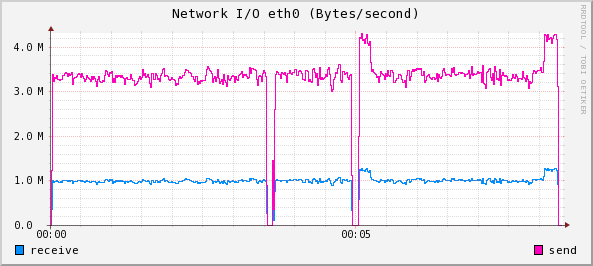 Network I/O eth0 (Bytes/second)
RRDTOOL / TOBI OETIKER
4.0 M
3.0 M
2.0 M
1.0 M
0.0
00:00 00:05
receive send